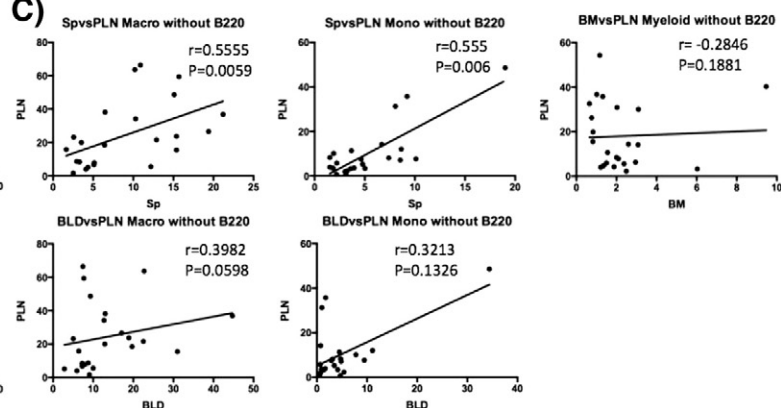 C)
SpvsPLN Macro without B220
r=0.5555
P=0.0059
PLN
80
60
40
20
0
0 5 10 15 20 25
Sp
SpvsPLN Mono without B220
r=0.555
P=0.006
PLN
60
40
20
0
0 5 10 15 20
Sp
BMvsPLN Myeloid without B220
r= -0.2846
P=0.1881
PLN
60
40
20
0
0 2 4 6 8 10
BM
BLDvsPLN Macro without B220
r=0.3982
P=0.0598
PLN
80
60
40
20
0
0 10 20 30 40 50
BLD
BLDvsPLN Mono without B220
r=0.3213
P=0.1326
PLN
60
40
20
0
0 10 20 30 40
BLD